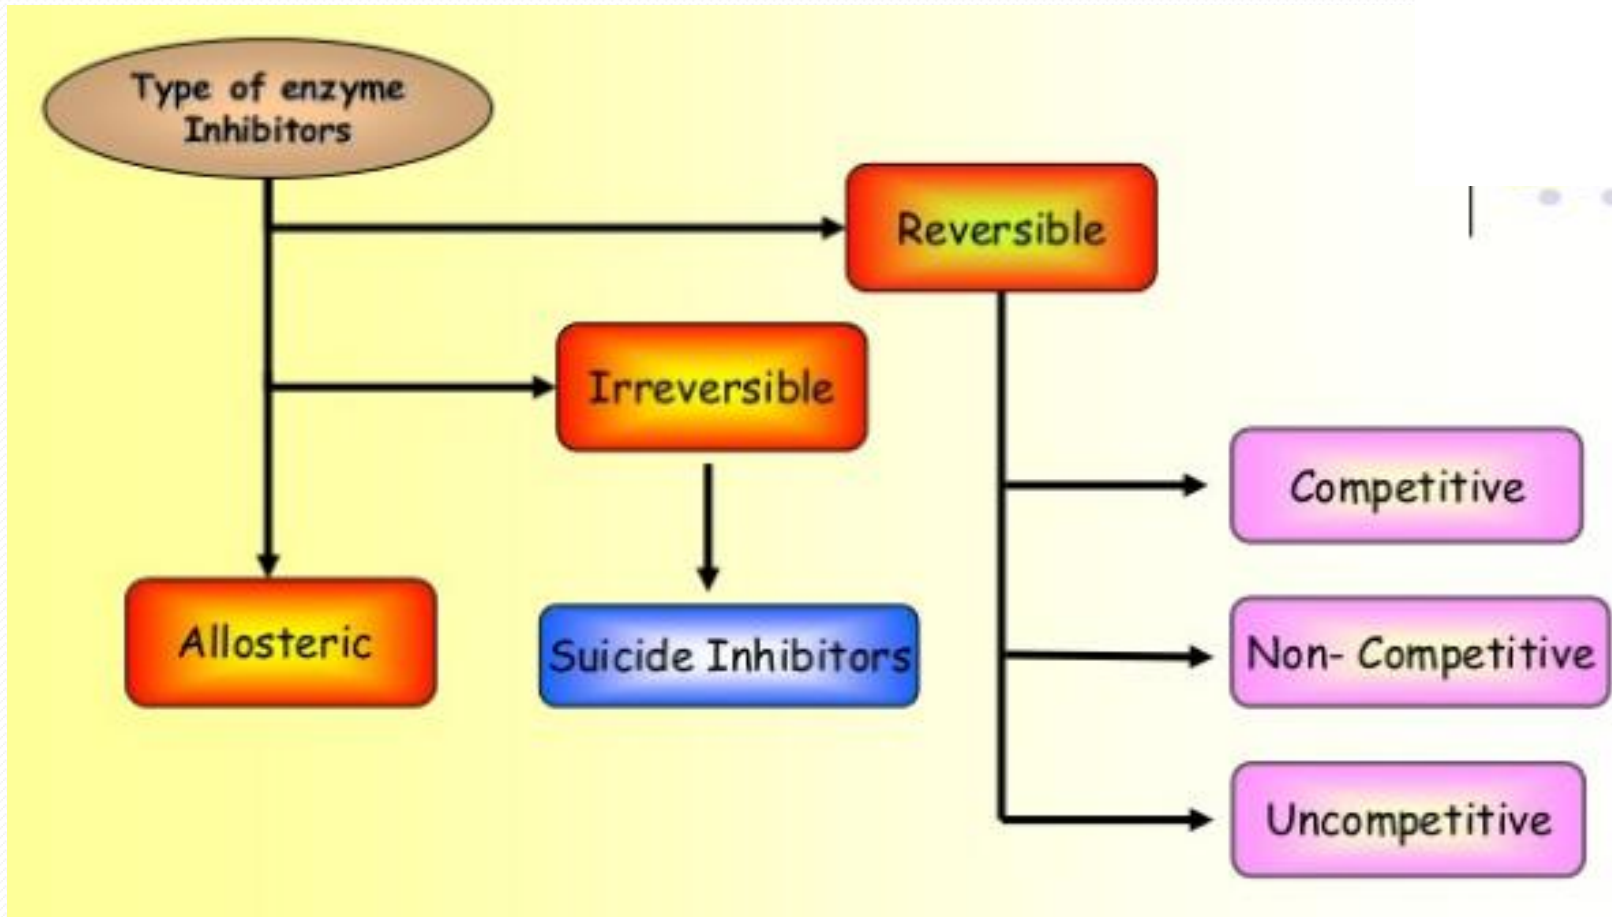 Type of enzyme
Inhibitors
Reversible
Irreversible
Competitive
Allosteric
Suicide Inhibitors
Non- Competitive
Uncompetitive